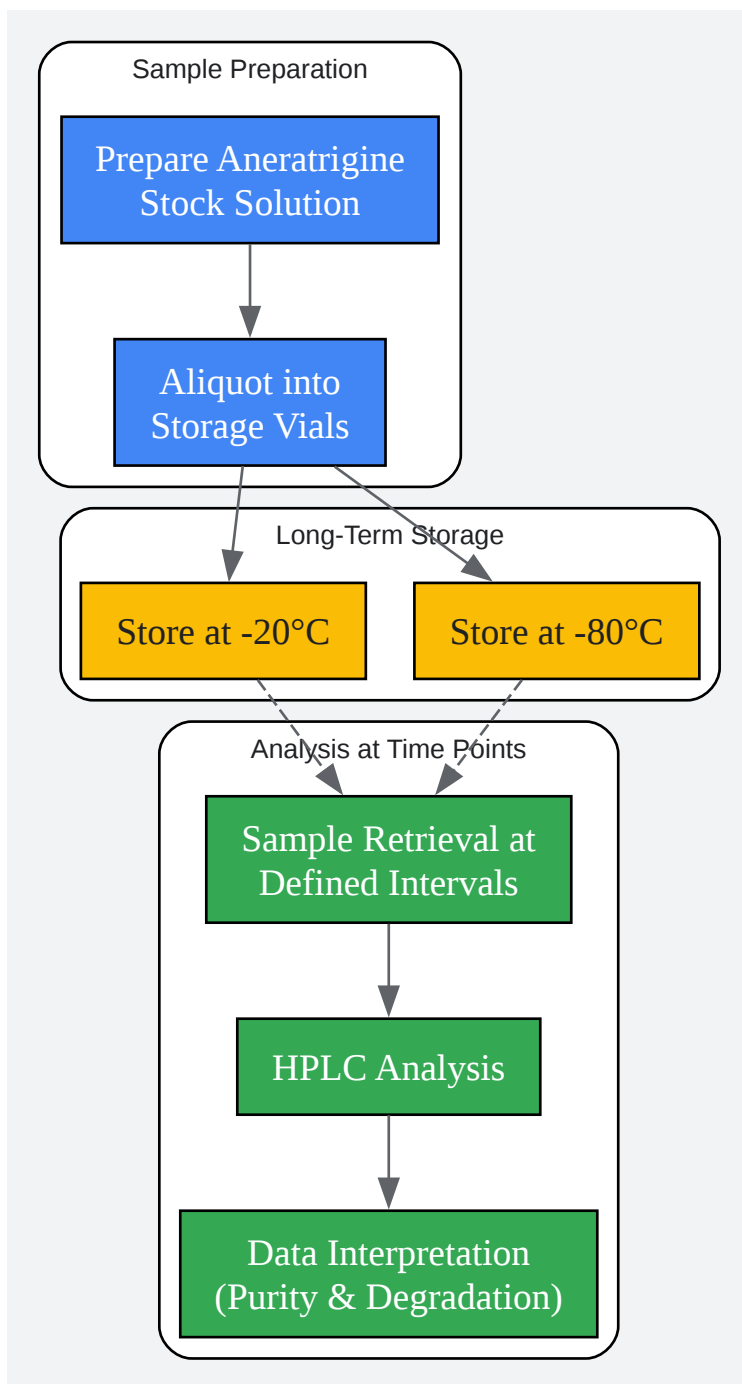 Sample Preparation
Prepare Aneratrigine
Stock Solution
Aliquot into
Storage Vials
Long-Term Storage
Store at -20°C
Store at -80°C
Analysis at Time Points
Sample Retrieval at
Defined Intervals
HPLC Analysis
Data Interpretation
(Purity & Degradation)